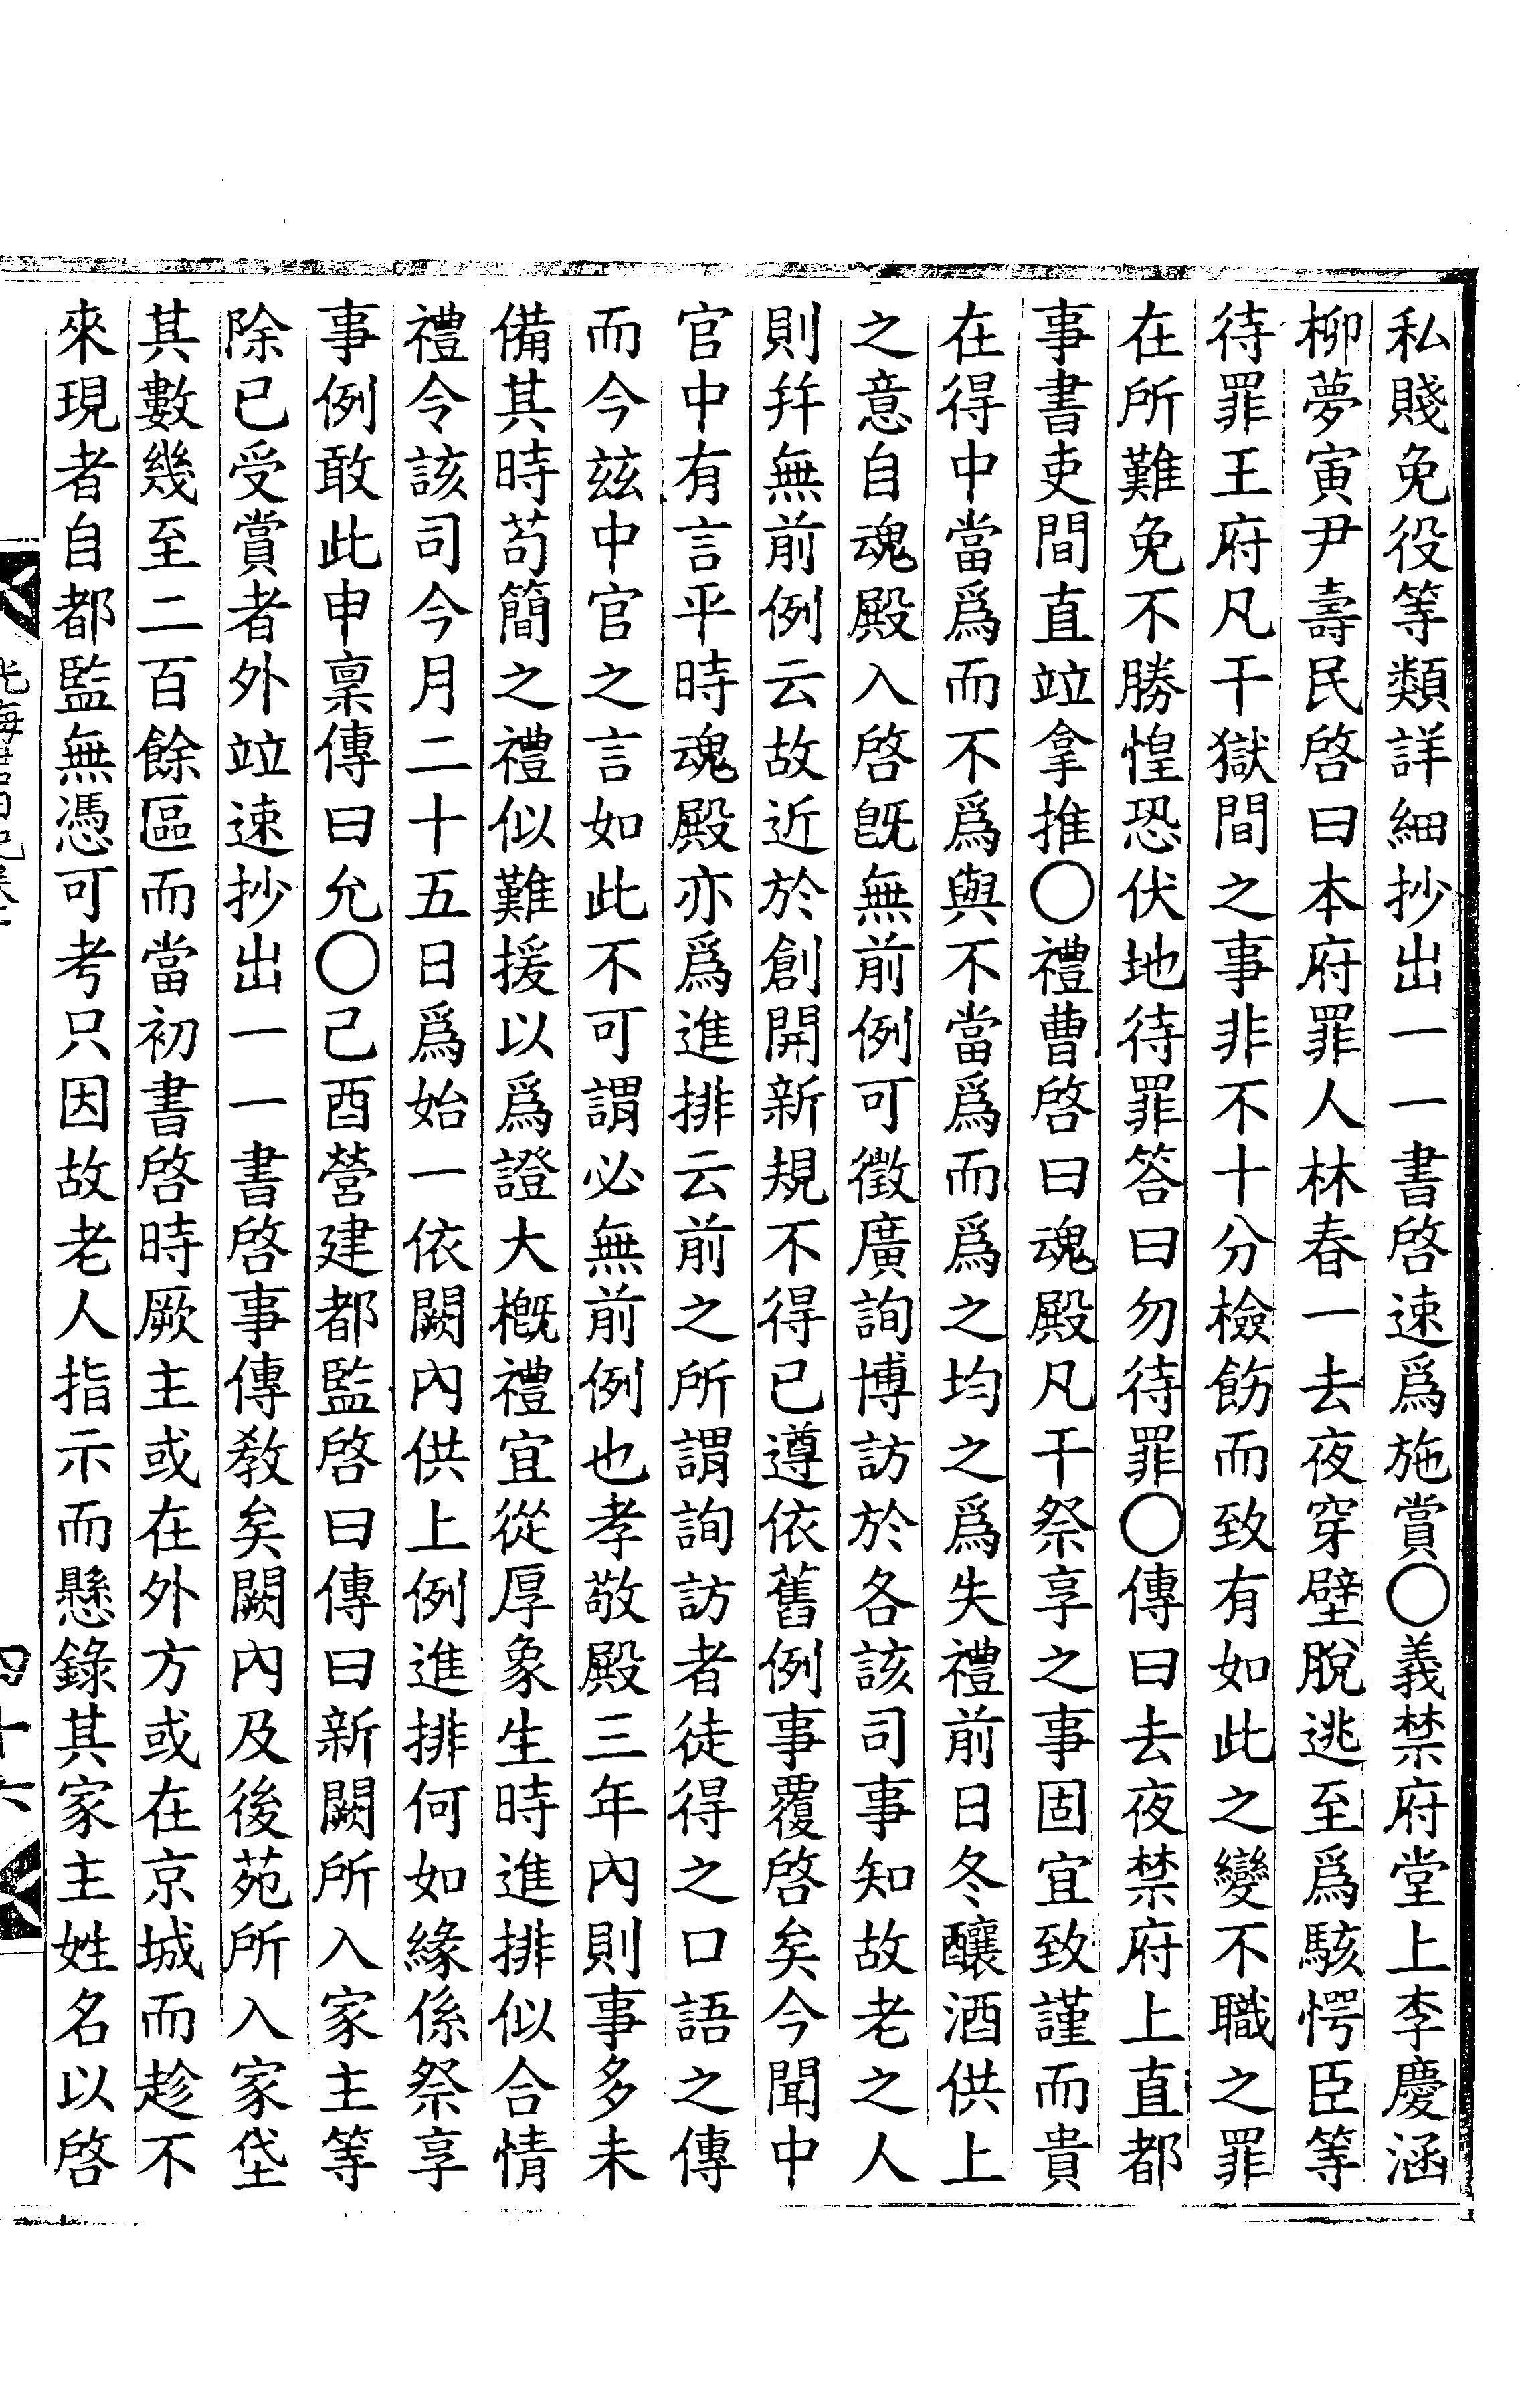 私賤免役等類詳細抄出一一書啓速爲施賞○義禁府堂上李慶涵
柳夢寅尹壽民啓曰本府罪人林春一去夜穿壁脫逃至爲駭愕臣等
待罪王府凡干獄間之事非不十分檢飭而致有如此之變不職之罪
在所難免不勝惶恐伏地待罪答曰勿待罪○傳曰去夜禁府上直都
事書吏間直竝拿推○禮曹啓曰魂殿凡干祭享之事固宜致謹而貴
在得中當爲而不爲與不當爲而爲之均之爲失禮前日冬釀酒供上
之意自魂殿入啓旣無前例可徵廣詢博訪於各該司事知故老之人
則幷無前例云故近於創開新規不得已遵依舊例事覆啓矣今聞中
官中有言平時魂殿亦爲進排云前之所謂詢訪者徒得之口語之傳
而今玆中官之言如此不可謂必無前例也孝敬殿三年內則事多未
備其時苟簡之禮似難援以爲證大槪禮宜從厚象生時進排似合情
禮令該司今月二十五日爲始一依闕內供上例進排何如緣係祭享
事例敢此申稟傳曰允○己酉營建都監啓曰傳曰新闕所入家主等
除已受賞者外竝速抄出一一書啓事傳敎矣闕內及後苑所入家垈
其數幾至二百餘區而當初書啓時厥主或在外方或在京城而趁不
來現者自都監無憑可考只因故老人指示而懸錄其家主姓名以啓
四十六